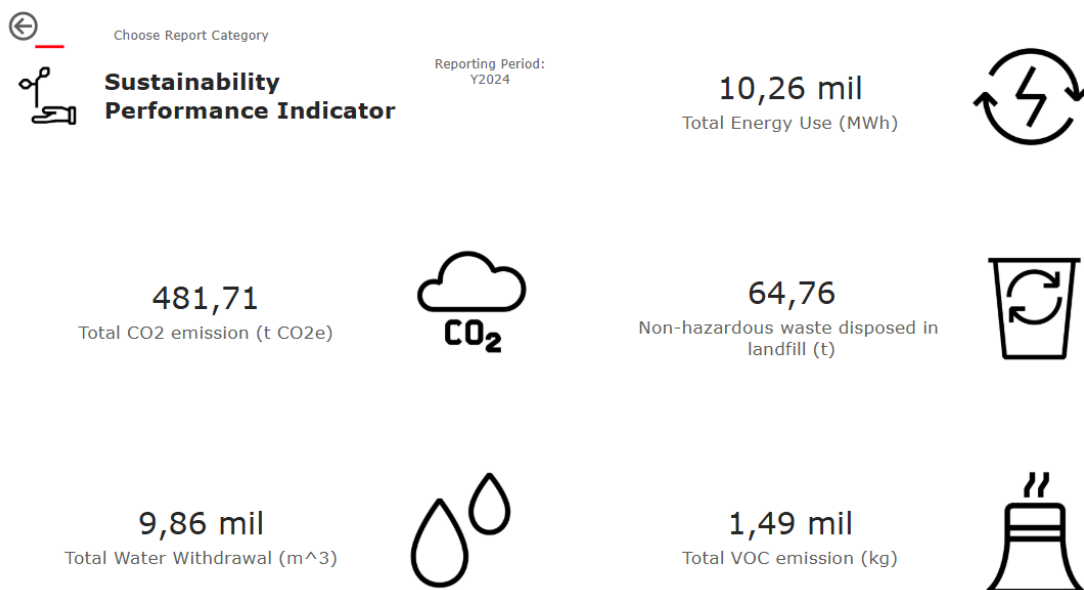 Choose Report Category
Sustainability
Performance Indicator
Reporting Period:
Y2024
10,26 mil
Total Energy Use (MWh)
481,71
Total CO2 emission (t CO2e)
CO₂
64,76
Non-hazardous waste disposed in
landfill (t)
9,86 mil
Total Water Withdrawal (m^3)
1,49 mil
Total VOC emission (kg)